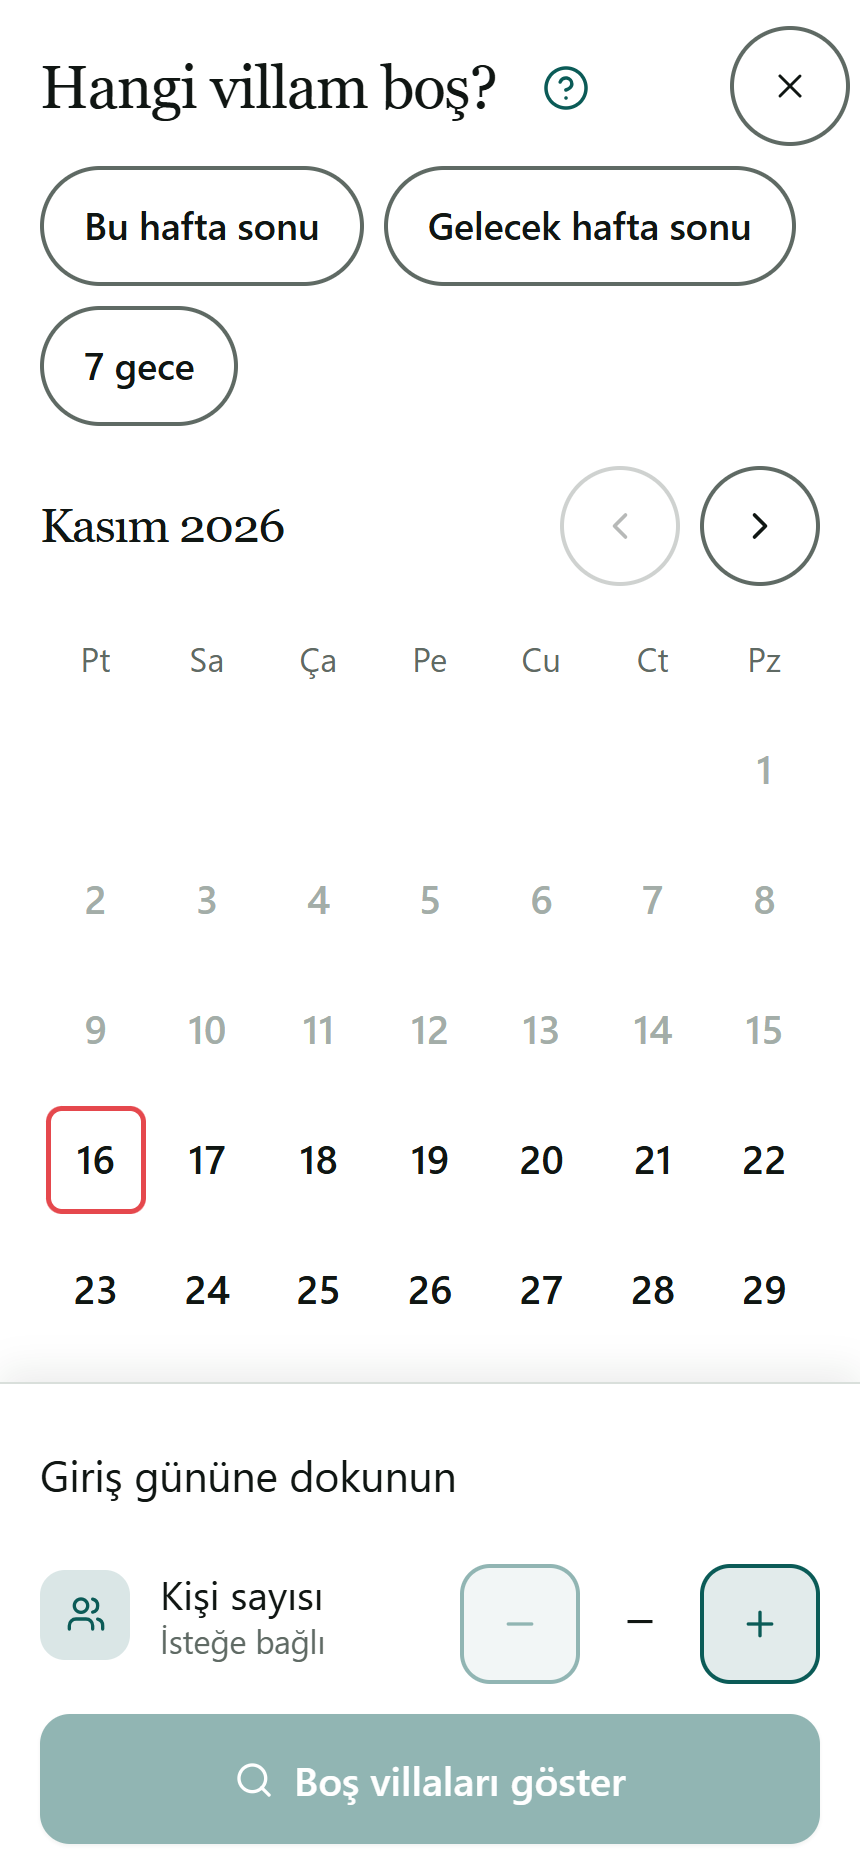 Hangi villam boş?
Bu hafta sonu
Gelecek hafta sonu
7 gece
Kasım 2026
Pt Sa Ça Pe Cu Ct Pz
1
2 3 4 5 6 7 8
9 10 11 12 13 14 15
16 17 18 19 20 21 22
23 24 25 26 27 28 29
Giriş gününe dokunun
Kişi sayısı
İsteğe bağlı
Boş villaları göster